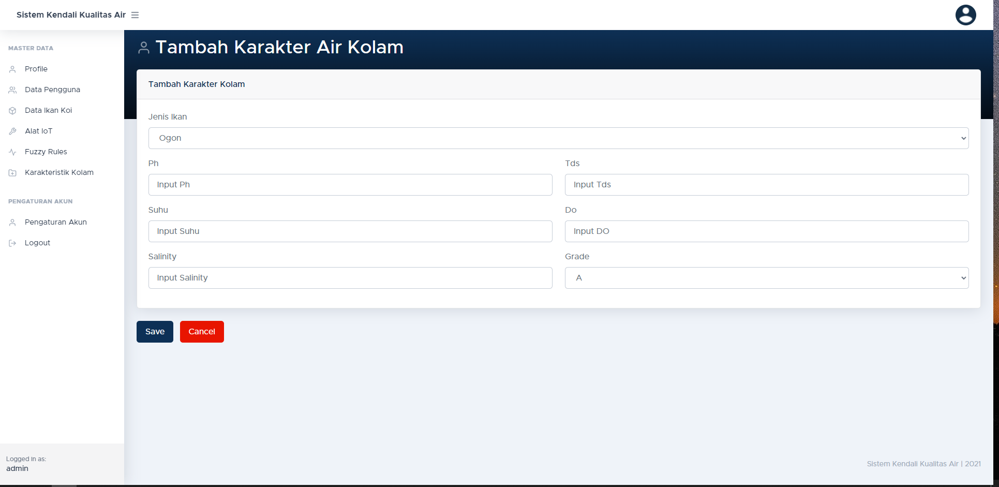 Sistem Kendali Kualitas Air
MASTER DATA
Profile
Data Pengguna
Data Ikan Koi
Alat IoT
Fuzzy Rules
Karakteristik Kolam
PENGATURAN AKUN
Pengaturan Akun
Logout
Logged in as:
admin
Tambah Karakter Air Kolam
Tambah Karakter Kolam
Jenis Ikan
Ogon
Ph
Tds
Input Ph
Input Tds
Suhu
Do
Input Suhu
Input DO
Salinity
Grade
Input Salinity
A
Save
Cancel
Sistem Kendali Kualitas Air | 2021